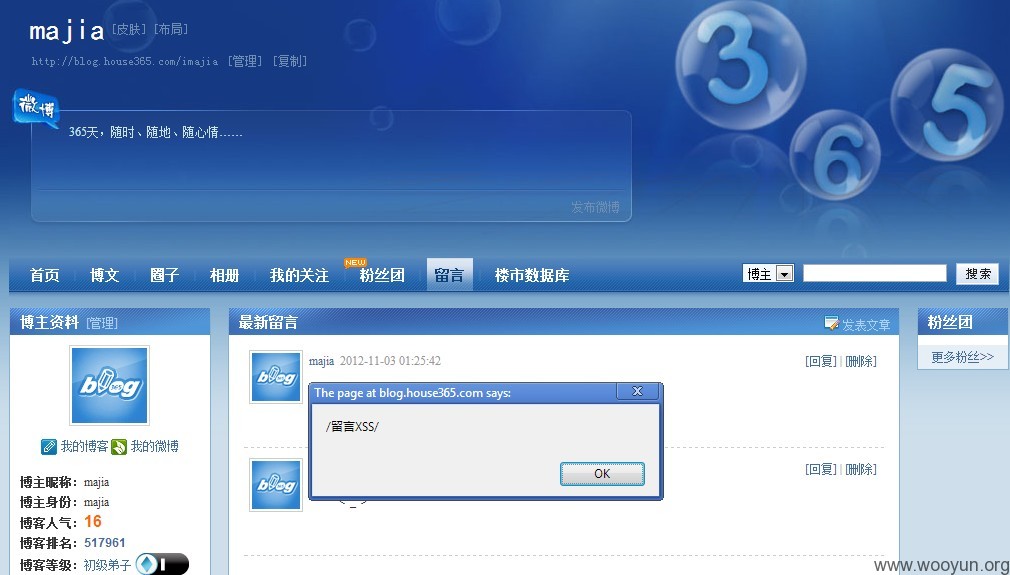 majia [皮肤] [布局]
http://blog.house365.com/imajia [管理] [复制]
3 6 5
微博
365天，随时、随地、随心情……
发布微博
首页 博文 圈子 相册 我的关注 NEW 粉丝团 留言 楼市数据库 博主 搜索
博主资料 [管理]
blog
我的博客 我的微博
博主昵称： majia
博主身份： majia
博客人气： 16
博客排名： 517961
博客等级： 初级弟子
最新留言 发表文章
blog
majia 2012-11-03 01:25:42 [回复] | [删除]
The page at blog.house365.com says: X
/留言XSS/
OK
blog
[回复] | [删除]
粉丝团
更多粉丝>>
www.wooyun.org